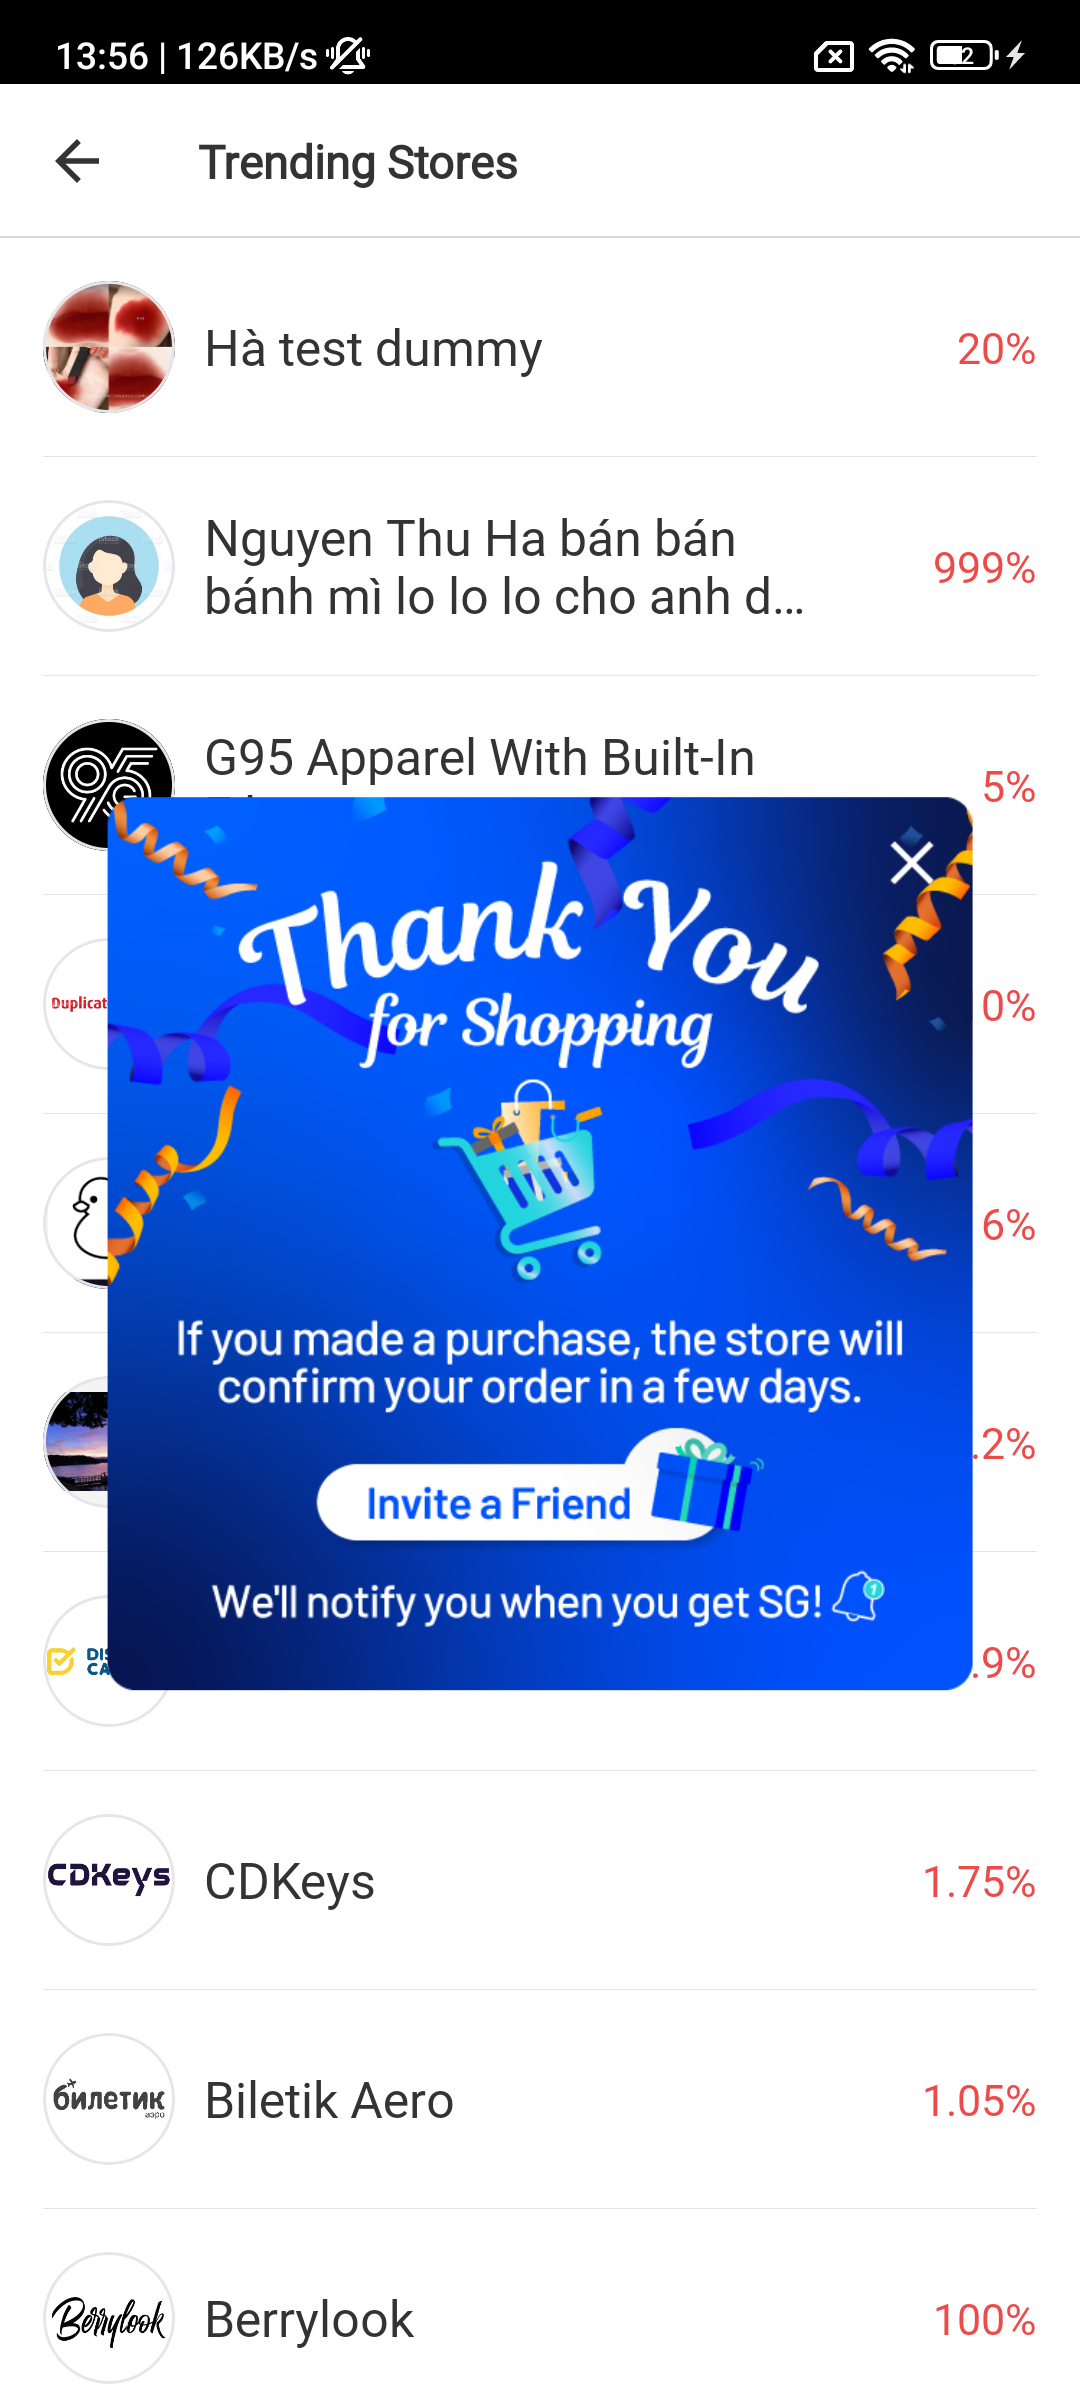 13:56 | 126KB/s
Trending Stores
Hà test dummy
20%
Nguyen Thu Ha bán bán
bánh mì lo lo lo cho anh d...
999%
G95 Apparel With Built-In
5%
Thank You
for Shopping
0%
6%
If you made a purchase, the store will
confirm your order in a few days.
.2%
Invite a Friend
We'll notify you when you get SG!
1
.9%
CDKeys
CDKeys
1.75%
билетик
аэро
Biletik Aero
1.05%
Berrylook
Berrylook
100%